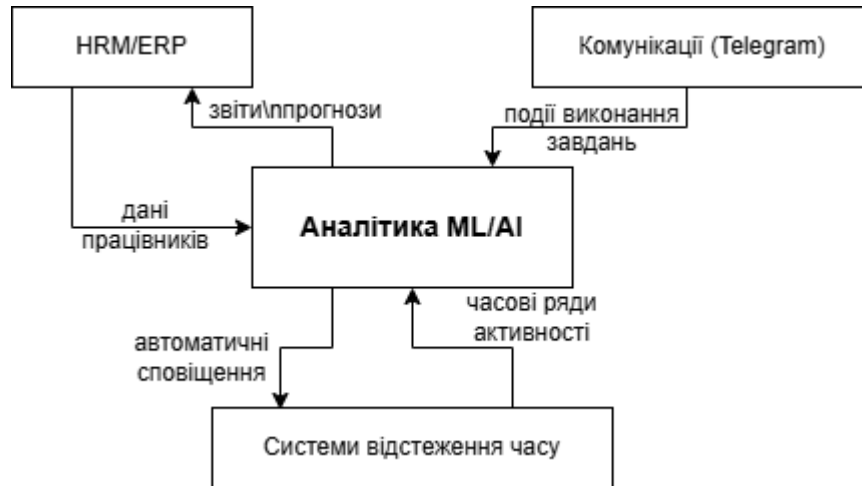 HRM/ERP
Комунікації (Telegram)
звіти\nпрогнози
події виконання
завдань
дані
працівників
Аналітика ML/AI
часові ряди
активності
автоматичні
сповіщення
Системи відстеження часу